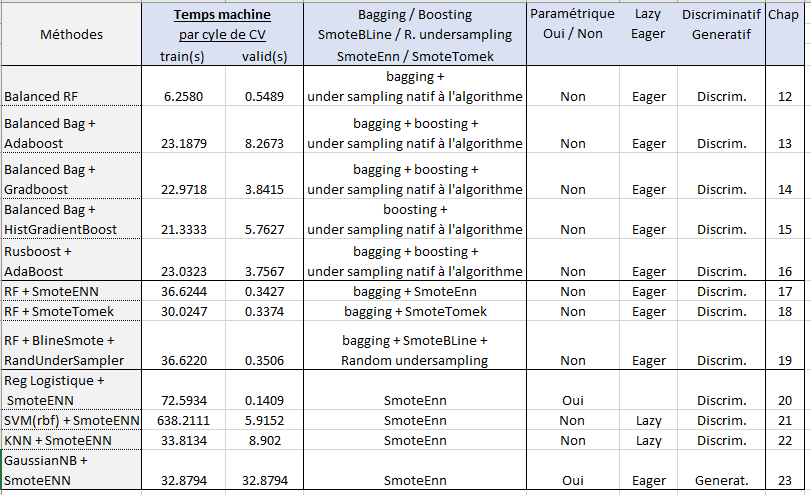 Méthodes Temps machine Bagging / Boosting Paramétrique Lazy Discriminatif Chap
par cyle de CV SmoteBLine / R. undersampling Oui / Non Eager Generatif
train(s) valid(s) SmoteEnn / SmoteTomek
bagging +
Balanced RF 6.2580 0.5489 under sampling natif à l'algorithme Non Eager Discrim. 12
Balanced Bag + bagging + boosting +
Adaboost 23.1879 8.2673 under sampling natif à l'algorithme Non Eager Discrim. 13
Balanced Bag + bagging + boosting +
Gradboost 22.9718 3.8415 under sampling natif à l'algorithme Non Eager Discrim. 14
Balanced Bag + boosting +
HistGradientBoost 21.3333 5.7627 under sampling natif à l'algorithme Non Eager Discrim. 15
Rusboost + bagging + boosting +
AdaBoost 23.0323 3.7567 under sampling natif à l'algorithme Non Eager Discrim. 16
RF + SmoteENN 36.6244 0.3427 bagging + SmoteEnn Non Eager Discrim. 17
RF + SmoteTomek 30.0247 0.3374 bagging + SmoteTomek Non Eager Discrim. 18
RF + BlineSmote + bagging + SmoteBLine +
RandUnderSampler 36.6220 0.3506 Random undersampling Non Eager Discrim. 19
Reg Logistique +
SmoteENN 72.5934 0.1409 SmoteEnn Oui Discrim. 20
SVM(rbf) + SmoteENN 638.2111 5.9152 SmoteEnn Non Lazy Discrim. 21
KNN + SmoteENN 33.8134 8.902 SmoteEnn Non Lazy Discrim. 22
GaussianNB +
SmoteENN 32.8794 32.8794 SmoteEnn Oui Eager Generat. 23